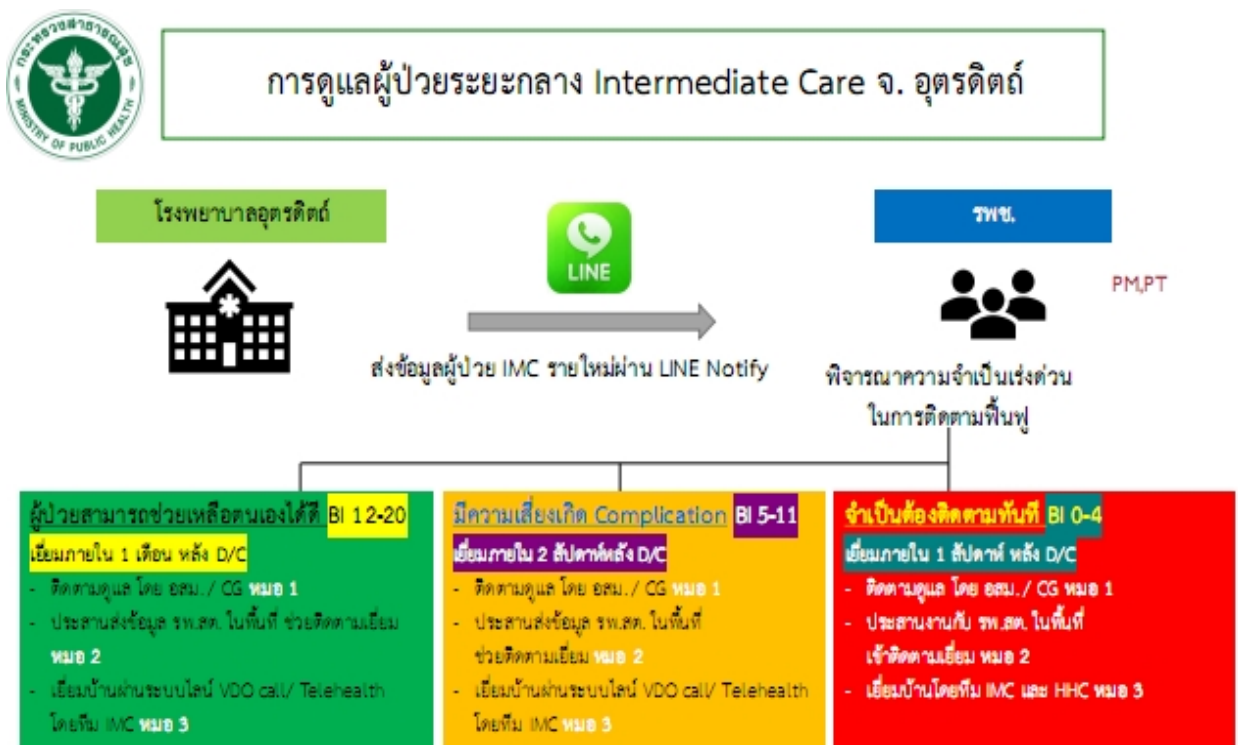 กระทรวงสาธารณสุข
MINISTRY OF PUBLIC HEALTH
การดูแลผู้ป่วยระยะกลาง Intermediate Care จ. อุตรดิตถ์
โรงพยาบาลอุตรดิตถ์
LINE
รพช.
PM,PT
ส่งข้อมูลผู้ป่วย IMC รายใหม่ผ่าน LINE Notify
พิจารณาความจำเป็นเร่งด่วน
ในการติดตามฟื้นฟู
ผู้ป่วยสามารถช่วยเหลือตนเองได้ดี BI 12-20
เยี่ยมภายใน 1 เดือน หลัง D/C
- ติดตามดูแล โดย อสม./ CG หมอ 1
- ประสานส่งข้อมูล รพ.สต. ในพื้นที่ ช่วยติดตามเยี่ยม
หมอ 2
- เยี่ยมบ้านผ่านระบบไลน์ VDO call/ Telehealth
โดยทีม IMC หมอ 3
มีความเสี่ยงเกิด Complication BI 5-11
เยี่ยมภายใน 2 สัปดาห์หลัง D/C
- ติดตามดูแล โดย อสม./ CG หมอ 1
- ประสานส่งข้อมูล รพ.สต. ในพื้นที่
ช่วยติดตามเยี่ยม หมอ 2
- เยี่ยมบ้านผ่านระบบไลน์ VDO call/ Telehealth
โดยทีม IMC หมอ 3
จำเป็นต้องติดตามทันที BI 0-4
เยี่ยมภายใน 1 สัปดาห์ หลัง D/C
- ติดตามดูแล โดย อสม./ CG หมอ 1
- ประสานงานกับ รพ.สต. ในพื้นที่
เข้าติดตามเยี่ยม หมอ 2
- เยี่ยมบ้านโดยทีม IMC และ HHC หมอ 3